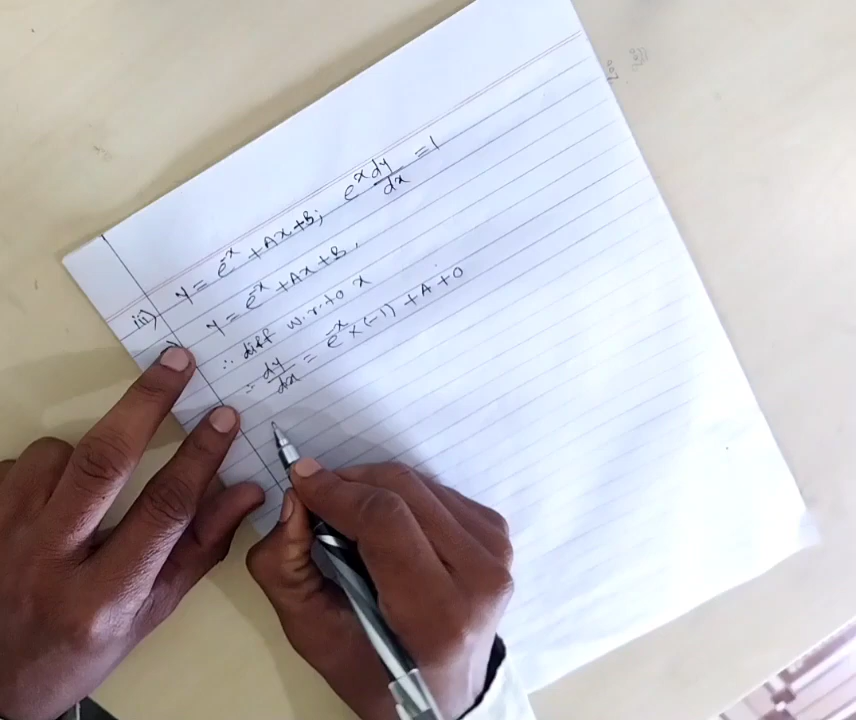 iii) y = e^-x + Ax + B; e^x dy/dx = 1
y = e^-x + Ax + B,
∴ diff w.r.to x
∴ dy/dx = e^-x x(-1) + A + 0